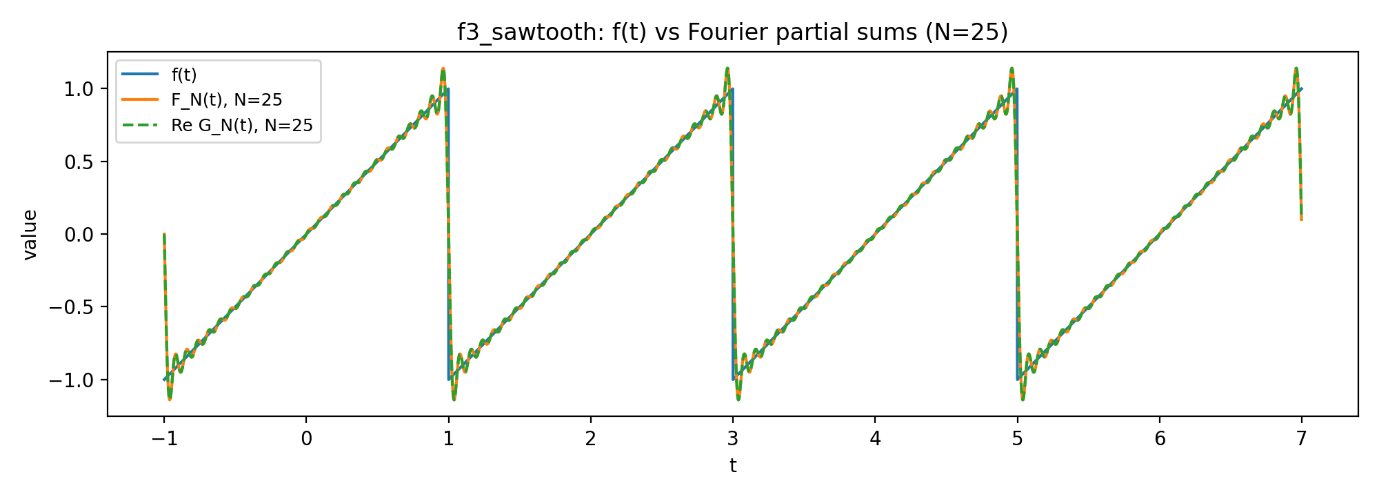 f3_sawtooth: f(t) vs Fourier partial sums (N=25)
f(t)
F_N(t), N=25
Re G_N(t), N=25
1.0
0.5
0.0
−0.5
−1.0
value
−1 0 1 2 3 4 5 6 7
t